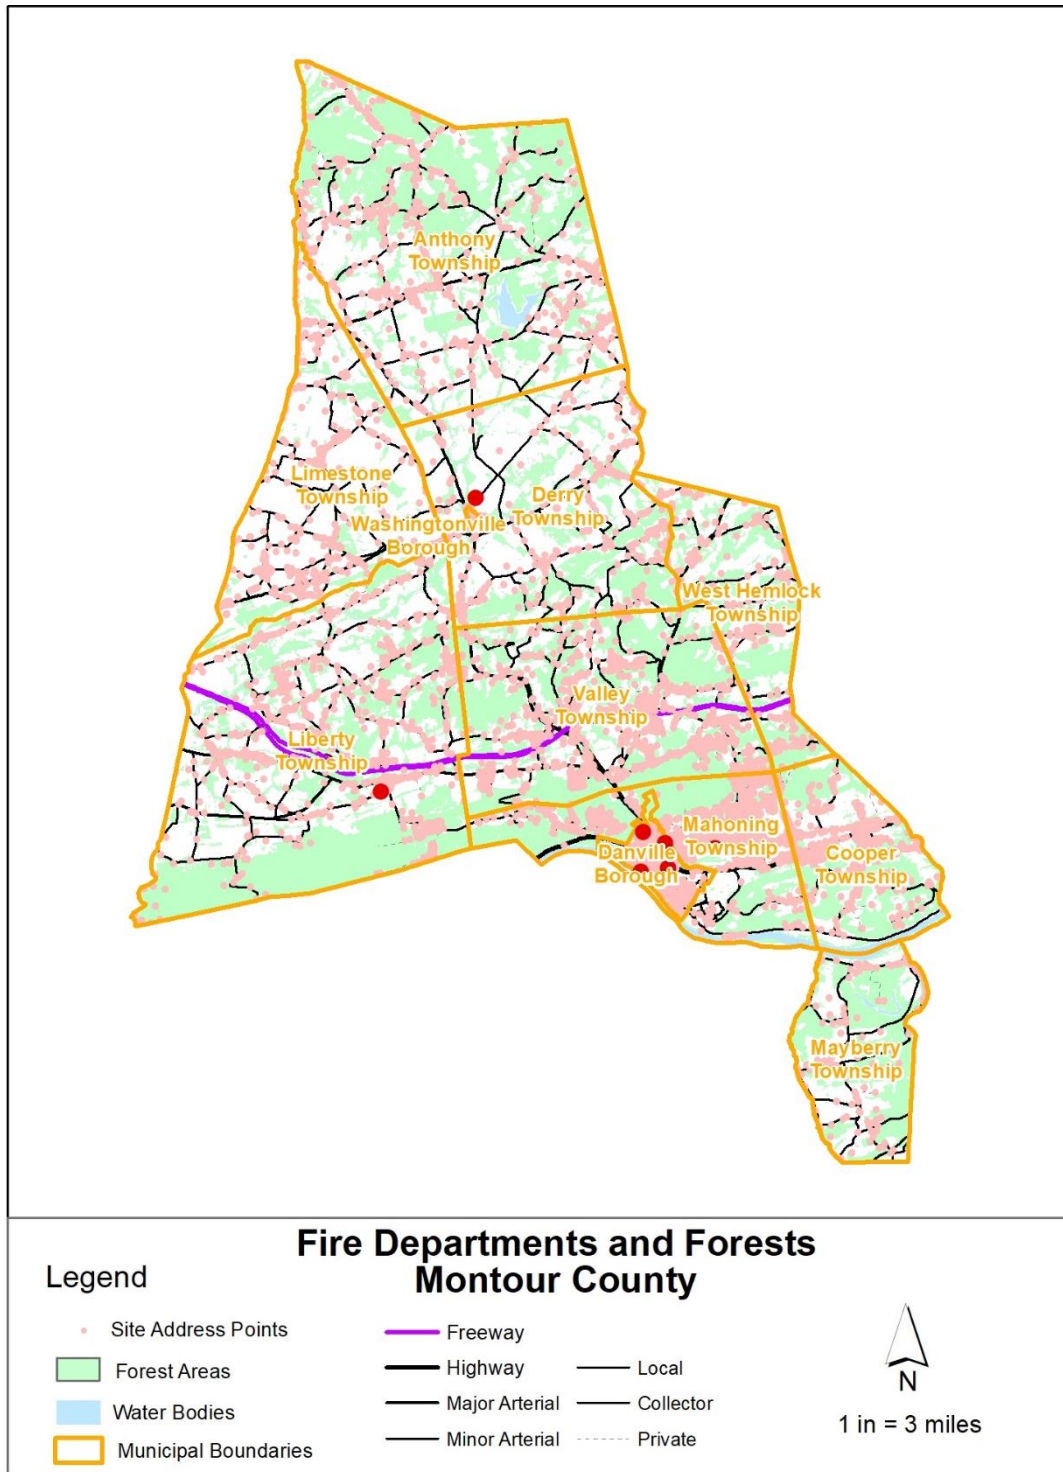 Anthony
Township
Limestone
Township
Derry
Township
Washingtonville
Borough
West Hemlock
Township
Valley
Township
Liberty
Township
Mahoning
Township
Danville
Borough
Cooper
Township
Mayberry
Township
Fire Departments and Forests
Montour County
Legend
Site Address Points
Forest Areas
Water Bodies
Municipal Boundaries
Freeway
Highway
Major Arterial
Minor Arterial
Local
Collector
Private
N
1 in = 3 miles